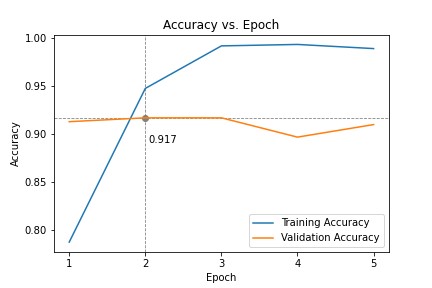 Accuracy vs. Epoch
1.00
0.95
0.90
0.85
0.80
Accuracy
0.917
Training Accuracy
Validation Accuracy
1 2 3 4 5
Epoch